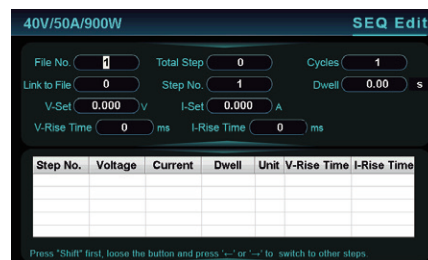 40V/50A/900W SEQ Edit
File No. 1 Total Step 0 Cycles 1
Link to File 0 Step No. 1 Dwell 0.00 s
V-Set 0.000 V I-Set 0.000 A
V-Rise Time 0 ms I-Rise Time 0 ms
Step No. Voltage Current Dwell Unit V-Rise Time I-Rise Time
Press "Shift" first, loose the button and press '←' or '→' to switch to other steps.